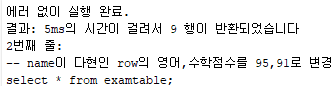 에러 없이 실행 완료.
결과: 5ms의 시간이 걸려서 9 행이 반환되었습니다
2번째 줄:
-- name이 다현인 row의 영어,수학점수를 95,91로 변경
select * from examtable;